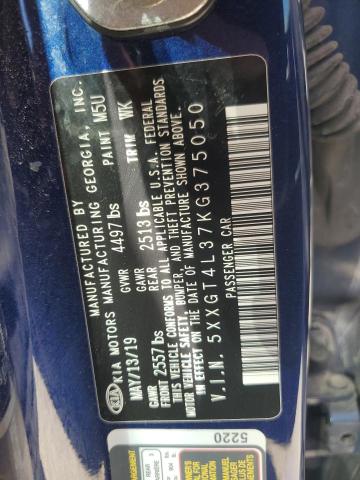 MANUFACTURED BY
KIA KIA MOTORS MANUFACTURING GEORGIA, INC.
MAY/13/19 GVWR 4497 lbs PAINT M5U
GAWR GAWR TRIM WK
FRONT 2557 lbs REAR 2513 lbs
THIS VEHICLE CONFORMS TO ALL APPLICABLE U.S.A. FEDERAL
MOTOR VEHICLE SAFETY, BUMPER, AND THEFT PREVENTION STANDARDS
IN EFFECT ON THE DATE OF MANUFACTURE SHOWN ABOVE.
V.I.N. 5XXGT4L37KG375050
PASSENGER CAR
5220
REAR